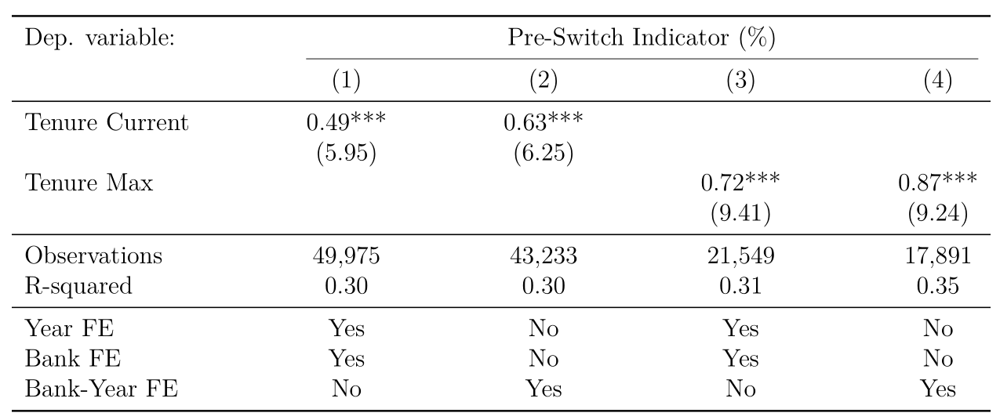 Dep. variable: Pre-Switch Indicator (%)
(1) (2) (3) (4)
Tenure Current 0.49*** 0.63***
(5.95) (6.25)
Tenure Max 0.72*** 0.87***
(9.41) (9.24)
Observations 49,975 43,233 21,549 17,891
R-squared 0.30 0.30 0.31 0.35
Year FE Yes No Yes No
Bank FE Yes No Yes No
Bank-Year FE No Yes No Yes